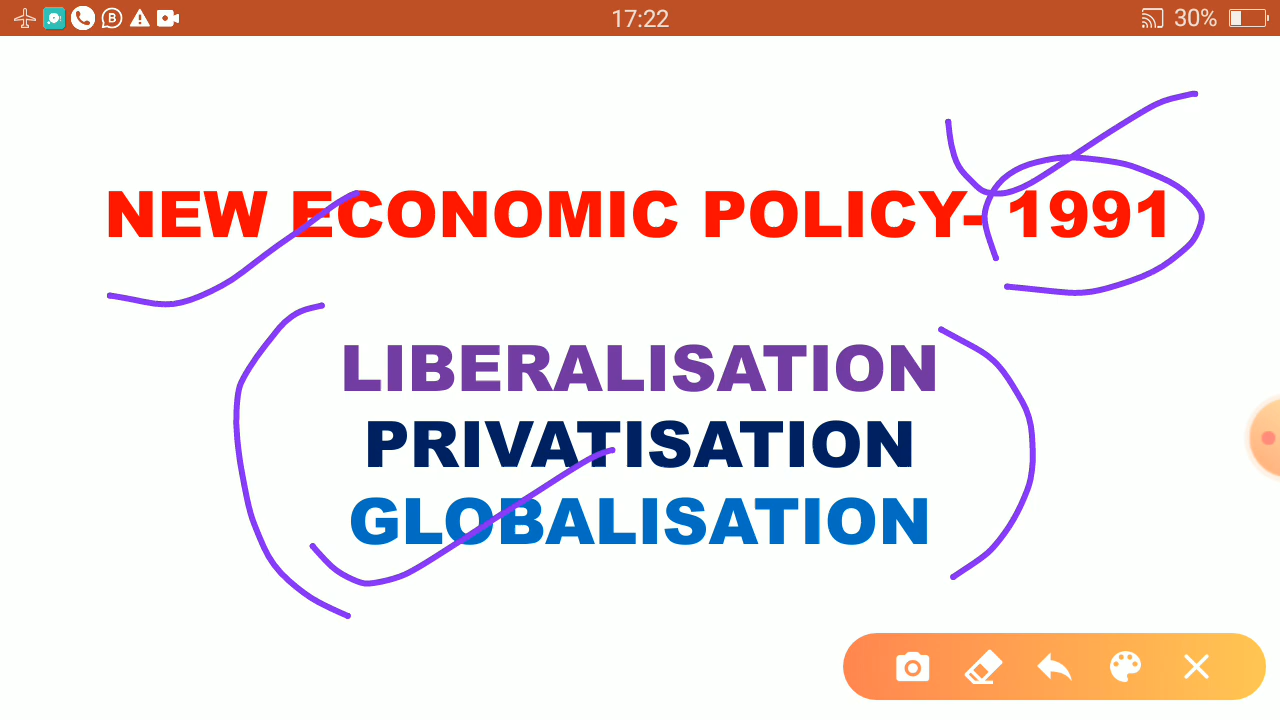 17:22
30%
NEW ECONOMIC POLICY- 1991
LIBERALISATION
PRIVATISATION
GLOBALISATION